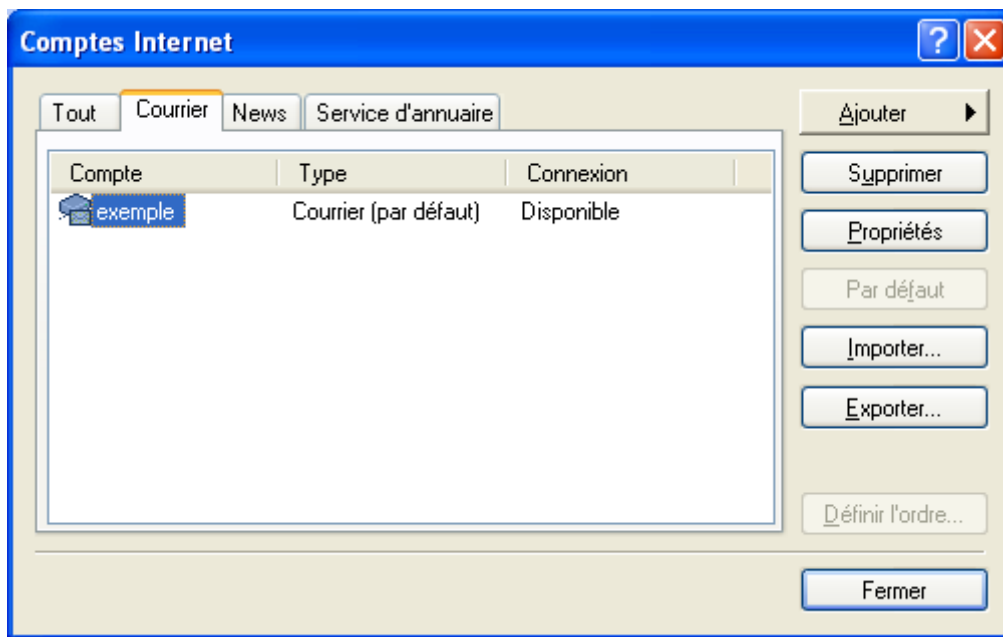 Comptes Internet
Tout Courrier News Service d'annuaire
Ajouter
Compte Type Connexion
Supprimer
exemple Courrier (par défaut) Disponible
Propriétés
Par défaut
Importer...
Exporter...
Définir l'ordre...
Fermer